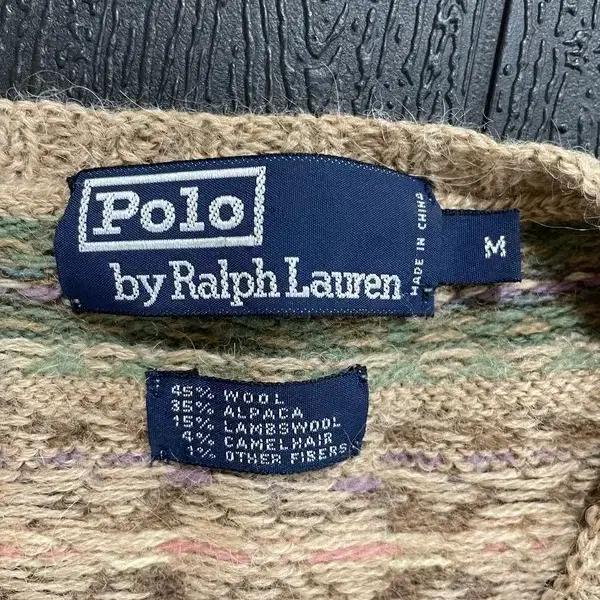 Polo
by Ralph Lauren
MADE IN CHINA
M
45% WOOL
35% ALPACA
15% LAMBSWOOL
4% CAMELHAIR
1% OTHER FIBERS